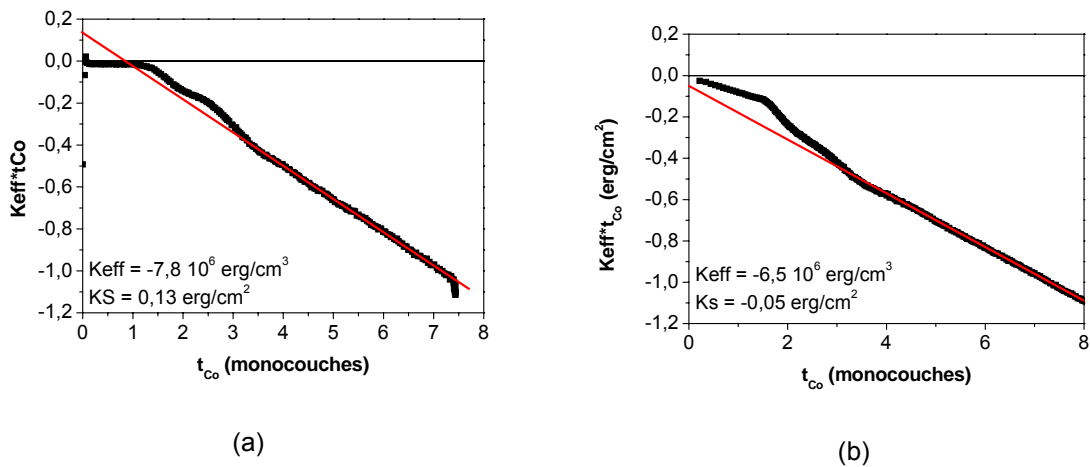 0,2
0,0
-0,2
-0,4
-0,6
-0,8
-1,0
-1,2
Keff*tCo
Keff = -7,8 10⁶ erg/cm³
KS = 0,13 erg/cm²
0 1 2 3 4 5 6 7 8
t_Co (monocouches)
(a)
0,2
0,0
-0,2
-0,4
-0,6
-0,8
-1,0
-1,2
Keff*t_Co (erg/cm²)
Keff = -6,5 10⁶ erg/cm³
Ks = -0,05 erg/cm²
0 2 4 6 8
t_Co (monocouches)
(b)